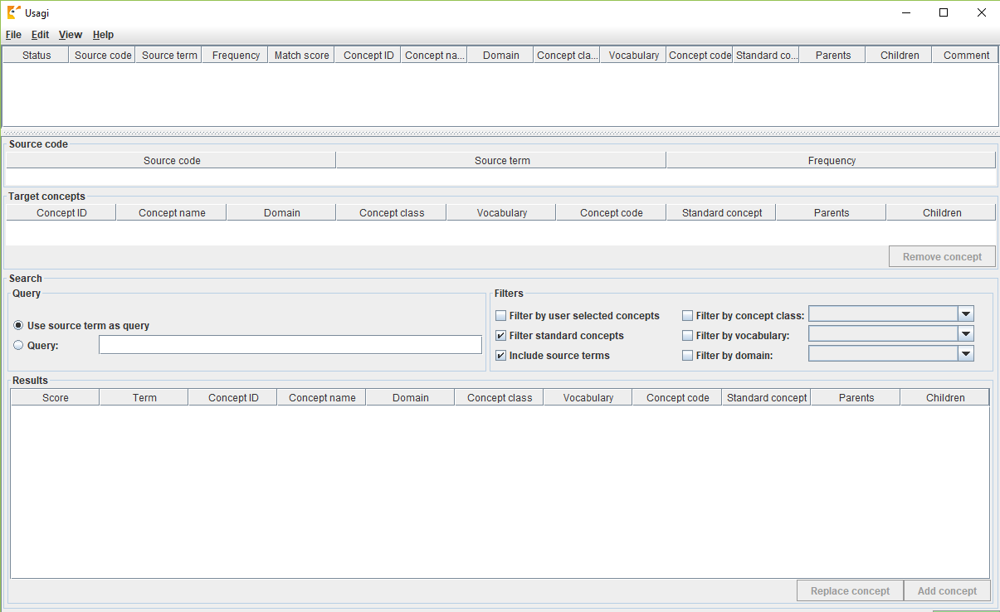 Usagi
File Edit View Help
Status Source code Source term Frequency Match score Concept ID Concept na... Domain Concept cla... Vocabulary Concept code Standard co... Parents Children Comment
Source code
Source code Source term Frequency
Target concepts
Concept ID Concept name Domain Concept class Vocabulary Concept code Standard concept Parents Children
Remove concept
Search
Query
Use source term as query
Query:
Filters
Filter by user selected concepts Filter by concept class:
Filter standard concepts Filter by vocabulary:
Include source terms Filter by domain:
Results
Score Term Concept ID Concept name Domain Concept class Vocabulary Concept code Standard concept Parents Children
Replace concept Add concept